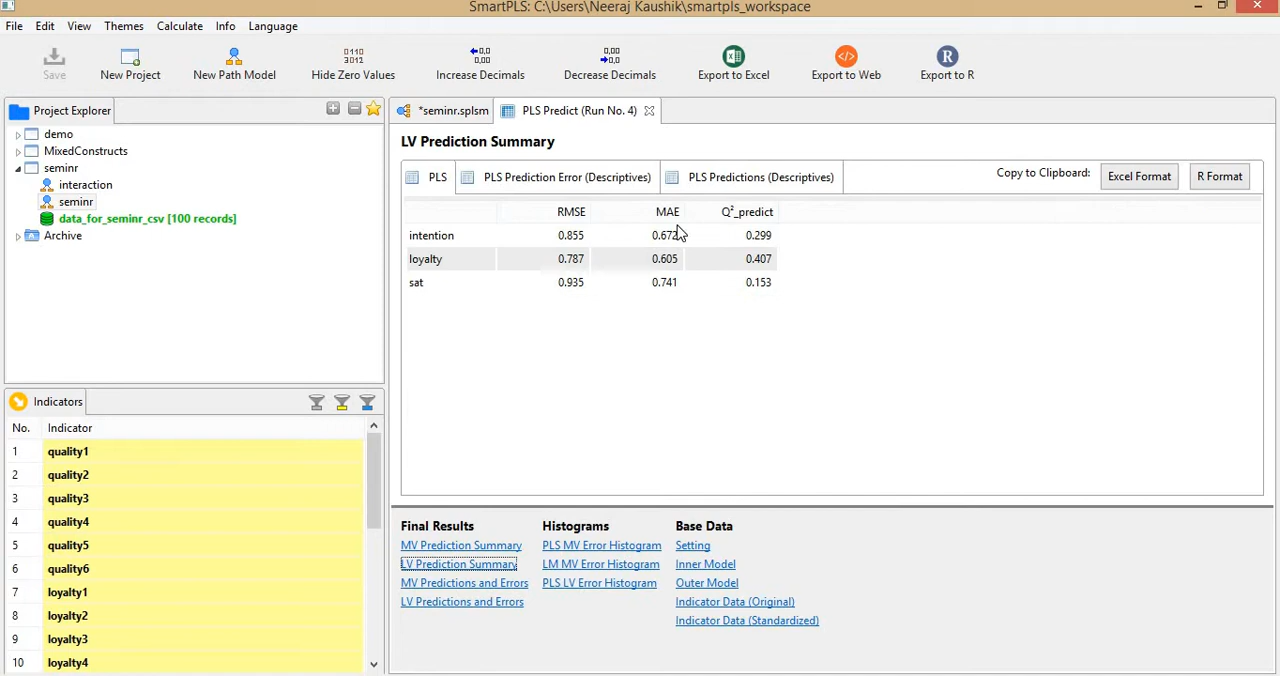 SmartPLS: C:\Users\Neeraj Kaushik\smartpls_workspace
File Edit View Themes Calculate Info Language
Save New Project New Path Model Hide Zero Values Increase Decimals Decrease Decimals Export to Excel Export to Web Export to R
Project Explorer
demo
MixedConstructs
seminr
interaction
seminr
data_for_seminr_csv [100 records]
Archive
Indicators
No. Indicator
1 quality1
2 quality2
3 quality3
4 quality4
5 quality5
6 quality6
7 loyalty1
8 loyalty2
9 loyalty3
10 loyalty4
*seminr.splsm PLS Predict (Run No. 4)
LV Prediction Summary
PLS PLS Prediction Error (Descriptives) PLS Predictions (Descriptives) Copy to Clipboard: Excel Format R Format
RMSE MAE Q²_predict
intention 0.855 0.672 0.299
loyalty 0.787 0.605 0.407
sat 0.935 0.741 0.153
Final Results Histograms Base Data
MV Prediction Summary PLS MV Error Histogram Setting
LV Prediction Summary LM MV Error Histogram Inner Model
MV Predictions and Errors PLS LV Error Histogram Outer Model
LV Predictions and Errors Indicator Data (Original)
Indicator Data (Standardized)